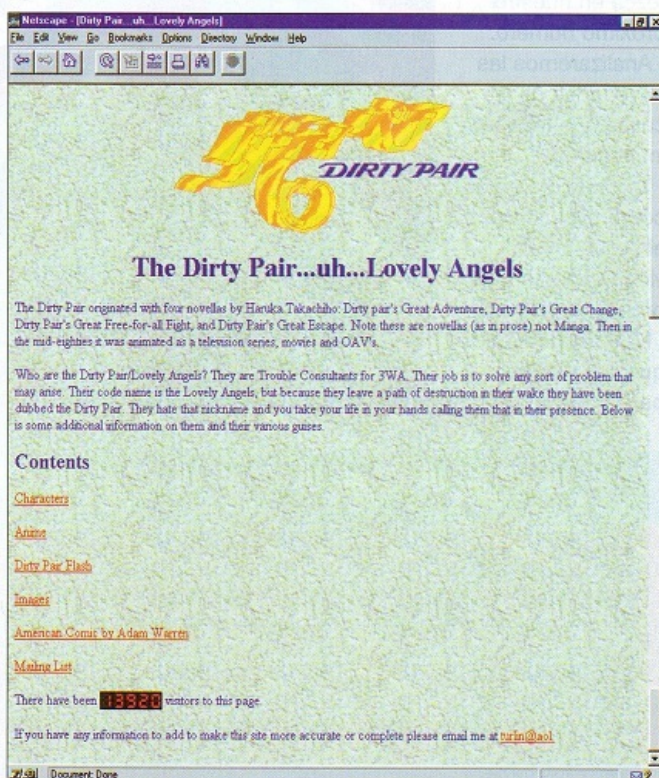 Netscape - [Dirty Pair...uh...Lovely Angels]
File Edit View Go Bookmarks Options Directory Window Help
Analizaremos las
DIRTY PAIR
The Dirty Pair...uh...Lovely Angels
The Dirty Pair originated with four novellas by Haruka Takachiho: Dirty pair's Great Adventure, Dirty Pair's Great Change,
Dirty Pair's Great Free-for-all Fight, and Dirty Pair's Great Escape. Note these are novellas (as in prose) not Manga. Then in
the mid-eighties it was animated as a television series, movies and OAV's.
Who are the Dirty Pair/Lovely Angels? They are Trouble Consultants for 3WA. Their job is to solve any sort of problem that
may arise. Their code name is the Lovely Angels, but because they leave a path of destruction in their wake they have been
dubbed the Dirty Pair. They hate that nickname and you take your life in your hands calling them that in their presence. Below
is some additional information on them and their various guises.
Contents
Characters
Anime
Dirty Pair Flash
Images
American Comic by Adam Warren
Mailing List
There have been 13920 visitors to this page.
If you have any information to add to make this site more accurate or complete please email me at turlin@aol
Document: Done